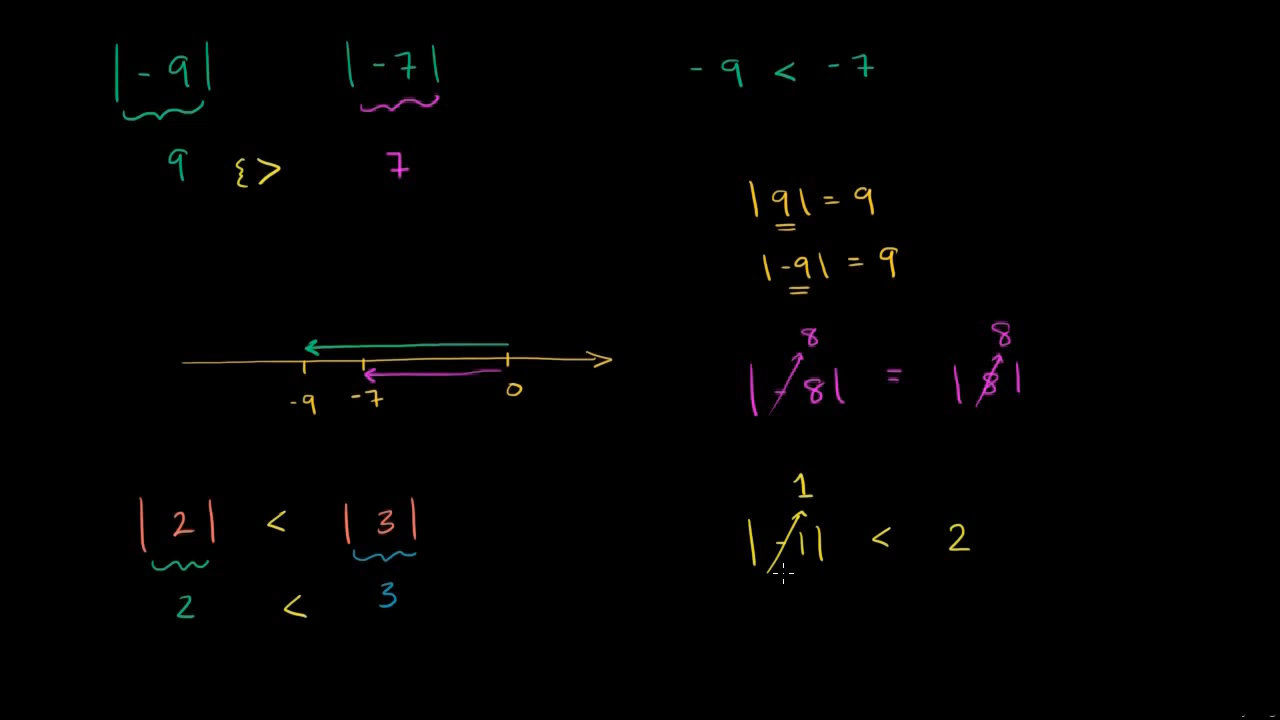 |-9| |-7|
9 > 7
-9 -7 0
|2| < |3|
2 < 3
-9 < -7
|9| = 9
|-9| = 9
8 8
|-8| = |8|
1
|-1| < 2